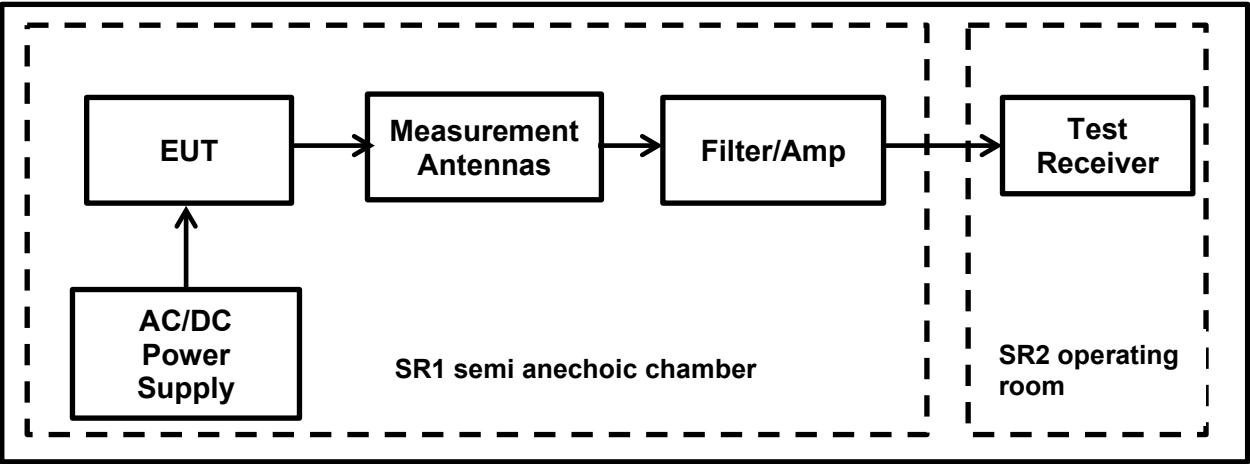 EUT
Measurement
Antennas
Filter/Amp
Test
Receiver
AC/DC
Power
Supply
SR1 semi anechoic chamber
SR2 operating
room